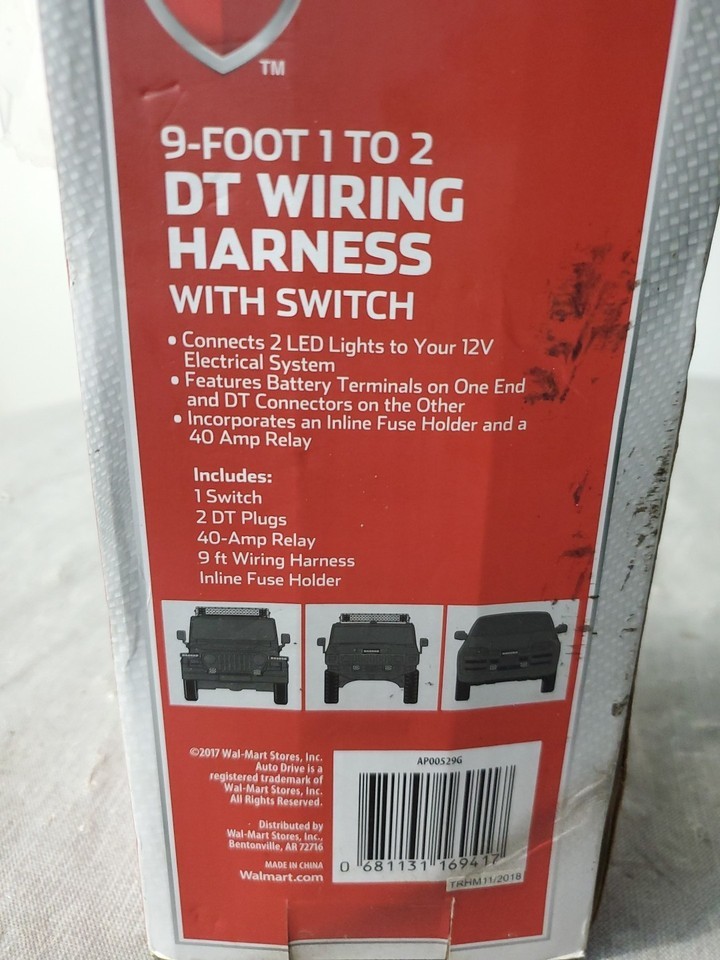 TM
9-FOOT 1 TO 2
DT WIRING
HARNESS
WITH SWITCH
• Connects 2 LED Lights to Your 12V
Electrical System
• Features Battery Terminals on One End
and DT Connectors on the Other
• Incorporates an Inline Fuse Holder and a
40 Amp Relay
Includes:
1 Switch
2 DT Plugs
40-Amp Relay
9 ft Wiring Harness
Inline Fuse Holder
©2017 Wal-Mart Stores, Inc.
Auto Drive is a
registered trademark of
Wal-Mart Stores, Inc.
All Rights Reserved.
Distributed by
Wal-Mart Stores, Inc.,
Bentonville, AR 72716
MADE IN CHINA
Walmart.com
AP00529G
0 681131 169417
TRHM11/2018